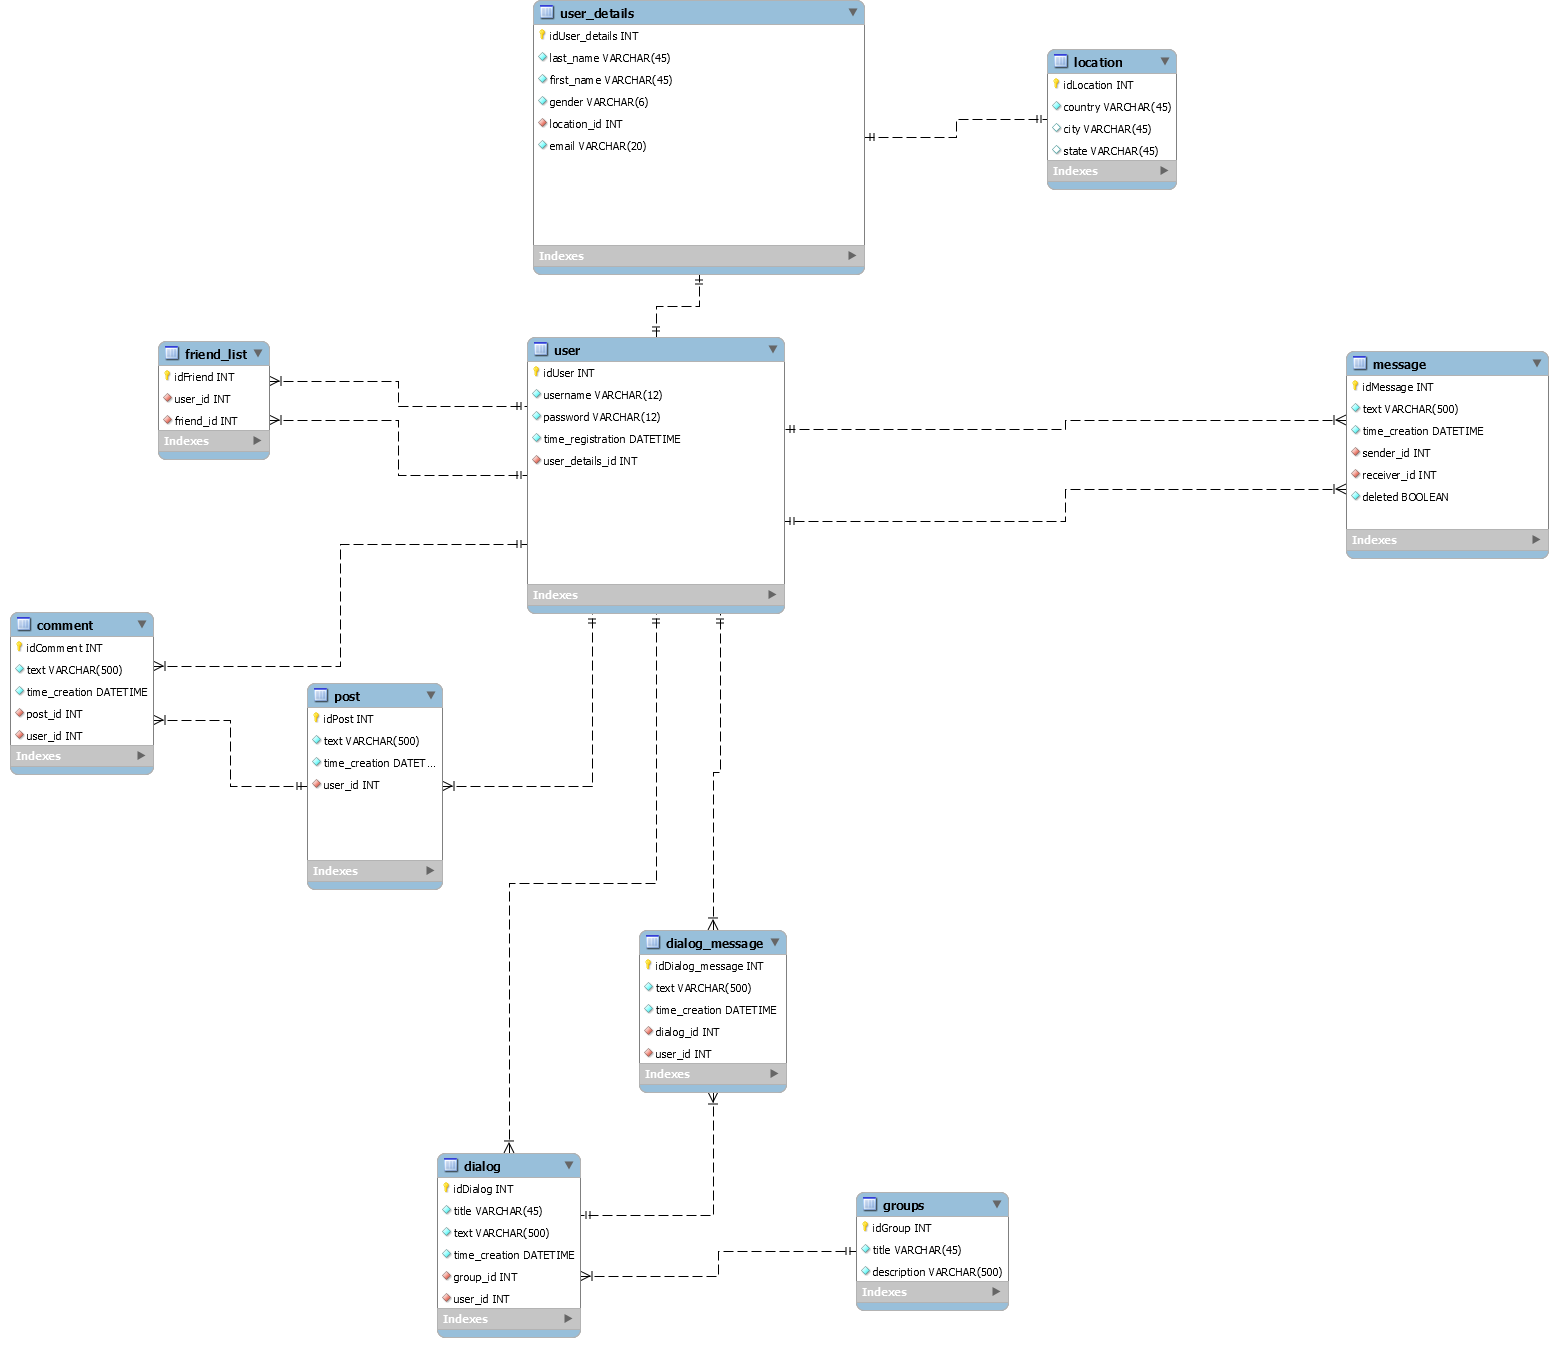 user_details
idUser_details INT
last_name VARCHAR(45)
first_name VARCHAR(45)
gender VARCHAR(6)
location_id INT
email VARCHAR(20)
Indexes
location
idLocation INT
country VARCHAR(45)
city VARCHAR(45)
state VARCHAR(45)
Indexes
friend_list
idFriend INT
user_id INT
friend_id INT
Indexes
user
idUser INT
username VARCHAR(12)
password VARCHAR(12)
time_registration DATETIME
user_details_id INT
Indexes
message
idMessage INT
text VARCHAR(500)
time_creation DATETIME
sender_id INT
receiver_id INT
deleted BOOLEAN
Indexes
comment
idComment INT
text VARCHAR(500)
time_creation DATETIME
post_id INT
user_id INT
Indexes
post
idPost INT
text VARCHAR(500)
time_creation DATET...
user_id INT
Indexes
dialog_message
idDialog_message INT
text VARCHAR(500)
time_creation DATETIME
dialog_id INT
user_id INT
Indexes
dialog
idDialog INT
title VARCHAR(45)
text VARCHAR(500)
time_creation DATETIME
group_id INT
user_id INT
Indexes
groups
idGroup INT
title VARCHAR(45)
description VARCHAR(500)
Indexes